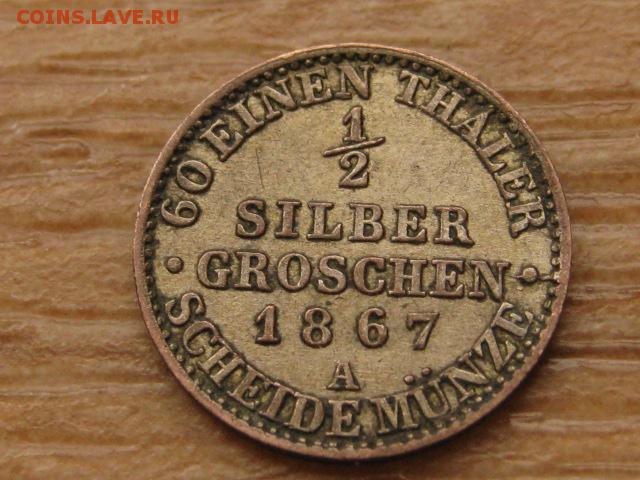 COINS.LAVE.RU
60 EINEN THALER
1/2
SILBER
· GROSCHEN ·
1867
A
SCHEIDEMÜNZE